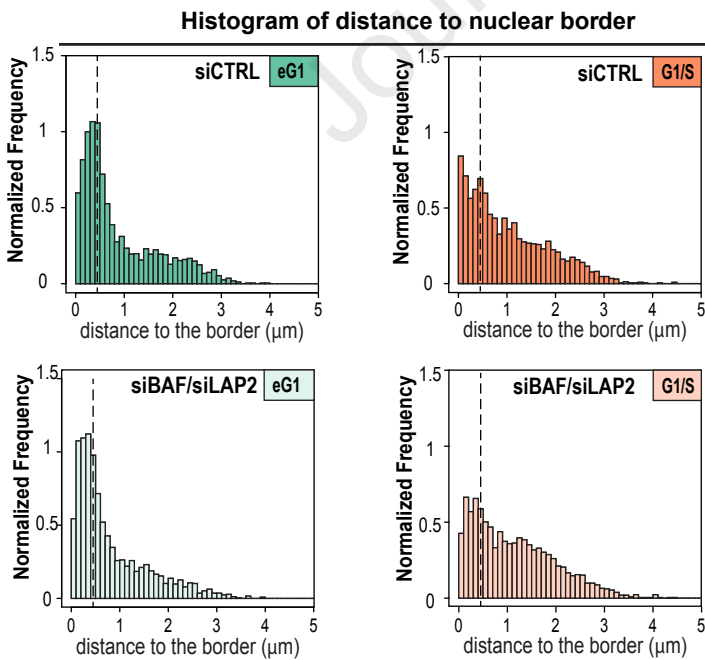 Jour
Histogram of distance to nuclear border
siCTRL eG1
Normalized Frequency
1.5
1
0.5
0
0 1 2 3 4 5
distance to the border (µm)
siCTRL G1/S
Normalized Frequency
1.5
1
0.5
0
0 1 2 3 4 5
distance to the border (µm)
siBAF/siLAP2 eG1
Normalized Frequency
1.5
1
0.5
0
0 1 2 3 4 5
distance to the border (µm)
siBAF/siLAP2 G1/S
Normalized Frequency
1.5
1
0.5
0
0 1 2 3 4 5
distance to the border (µm)